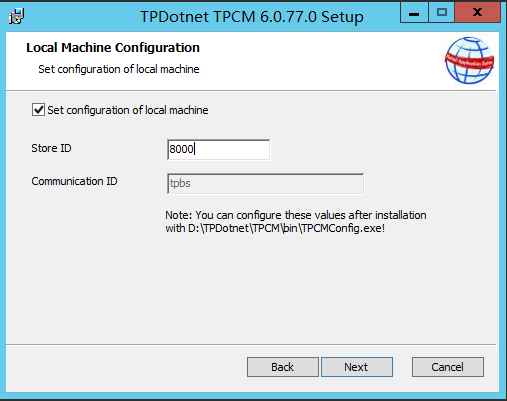 TPDotnet TPCM 6.0.77.0 Setup
Local Machine Configuration
Set configuration of local machine
Set configuration of local machine
Store ID
8000
Communication ID
tpbs
Note: You can configure these values after installation
with D:\TPDotnet\TPCM\bin\TPCMConfig.exe!
Back
Next
Cancel